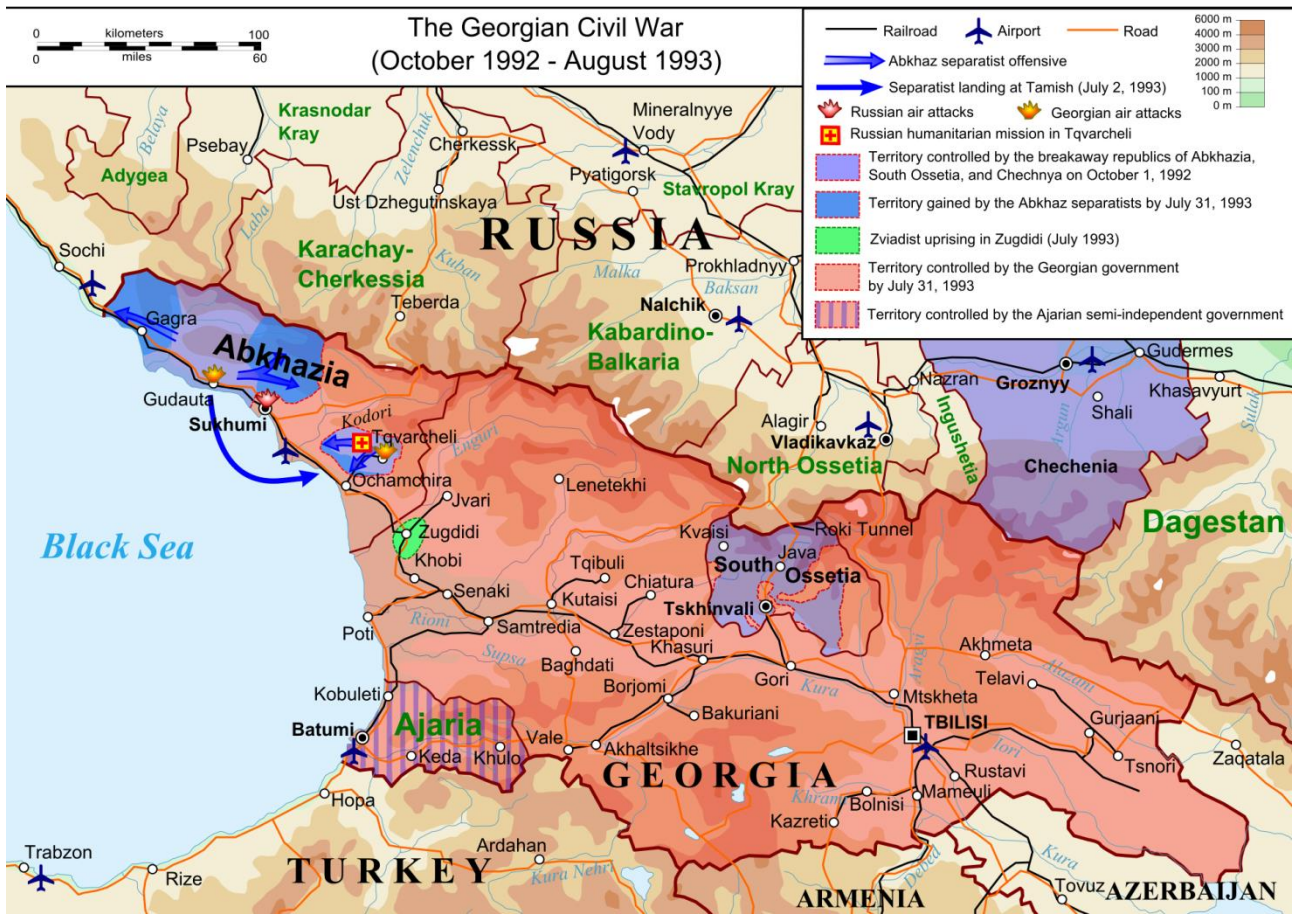 The Georgian Civil War
(October 1992 - August 1993)
0 kilometers 100
0 miles 60
Railroad Airport Road
Abkhaz separatist offensive
Separatist landing at Tamish (July 2, 1993)
Russian air attacks Georgian air attacks
Russian humanitarian mission in Tqvarcheli
Territory controlled by the breakaway republics of Abkhazia,
South Ossetia, and Chechnya on October 1, 1992
Territory gained by the Abkhaz separatists by July 31, 1993
Zviadist uprising in Zugdidi (July 1993)
Territory controlled by the Georgian government
by July 31, 1993
Territory controlled by the Ajarian semi-independent government
6000 m
4000 m
3000 m
2000 m
1000 m
100 m
0 m
Krasnodar
Kray
Adygea
Belaya
Psebay
Laba
Zelenchuk
Cherkessk
Mineralnyye
Vody
Pyatigorsk
Stavropol Kray
Ust Dzhegutinskaya
RUSSIA
Sochi
Karachay-
Cherkessia
Kuban
Malka
Baksan
Prokhladnyy
Teberda
Nalchik
Kabardino-
Balkaria
Gagra
Abkhazia
Gudauta
Sukhumi
Kodori
Tqvarcheli
Enguri
Ochamchira
Jvari
Lenetekhi
Alagir
Vladikavkaz
North Ossetia
Nazran
Ingushetia
Groznyy
Gudermes
Khasavyurt
Shali
Argun
Sulak
Chechenia
Dagestan
Black Sea
Zugdidi
Khobi
Kvaisi
Roki Tunnel
Java
South
Ossetia
Tskhinvali
Tqibuli
Chiatura
Senaki
Kutaisi
Poti
Rioni
Samtredia
Zestaponi
Supsa
Baghdati
Khasuri
Borjomi
Bakuriani
Gori
Kura
Aragvi
Mtskheta
Akhmeta
Telavi
Alazani
Kobuleti
Batumi
Ajaria
Keda
Khulo
Vale
Akhaltsikhe
TBILISI
Gurjaani
Iori
Tsnori
Zaqatala
GEORGIA
Rustavi
Mameuli
Khrami
Bolnisi
Kazreti
Hopa
Trabzon
Rize
TURKEY
Ardahan
Kura Nehri
ARMENIA
Debed
Kura
Tovuz
AZERBAIJAN